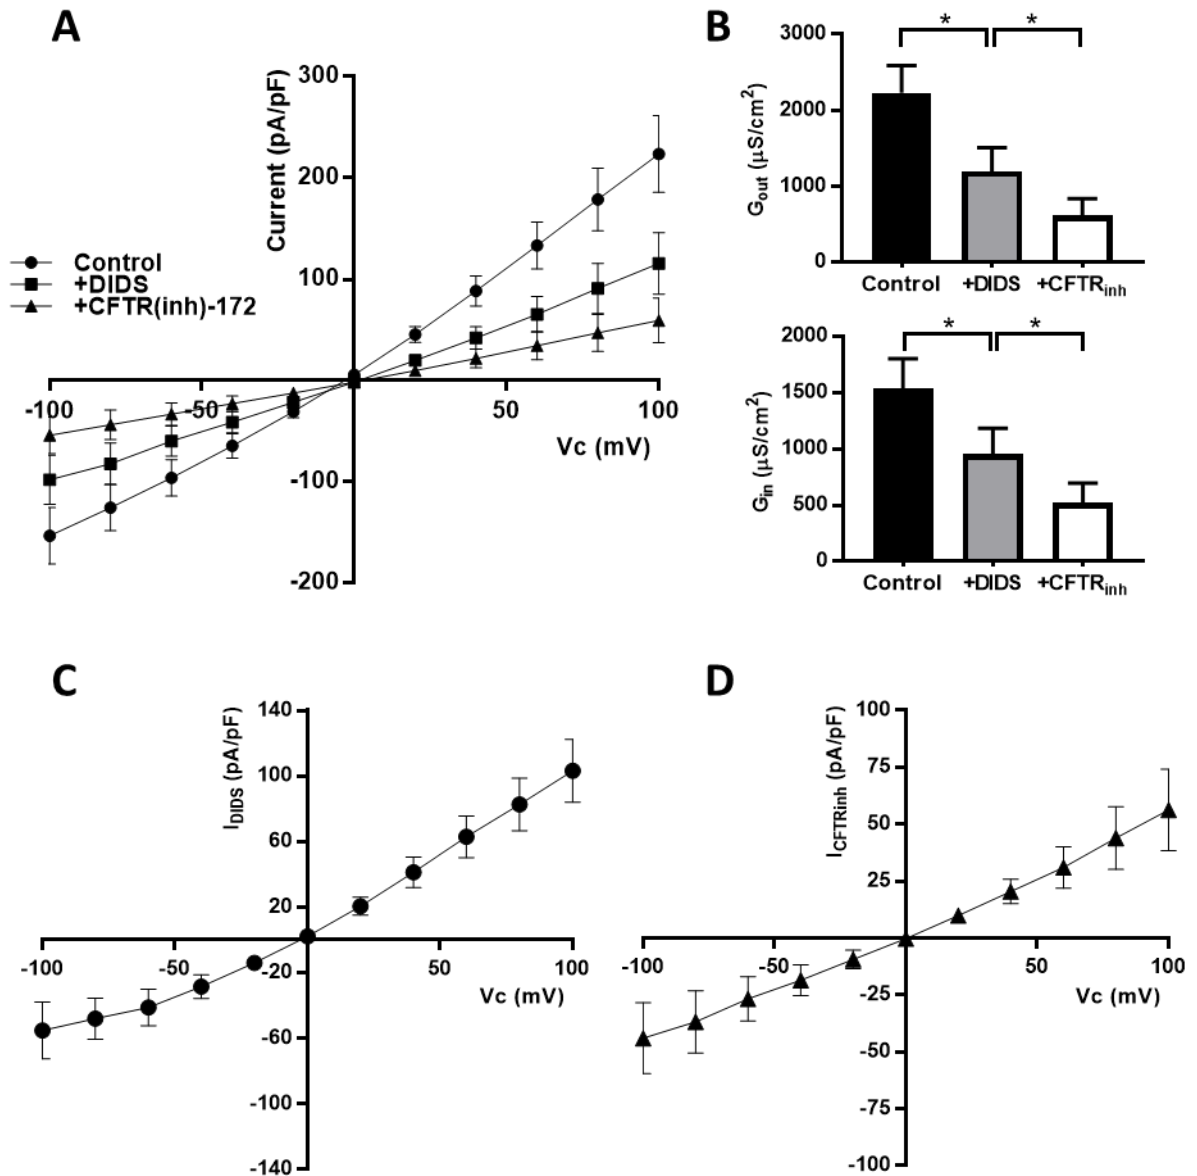 A
Current (pA/pF)
300
200
100
-100
-200
-100
-50
50
100
Vc (mV)
Control
+DIDS
+CFTR(inh)-172
B
* *
3000
2000
1000
0
Gout (μS/cm²)
Control +DIDS +CFTRinh
* *
2000
1500
1000
500
0
Gin (μS/cm²)
Control +DIDS +CFTRinh
C
IDIDS (pA/pF)
140
100
60
20
-20
-60
-100
-140
-100
-50
50
100
Vc (mV)
D
ICFTRinh (pA/pF)
100
75
50
25
-25
-50
-75
-100
-100
-50
50
100
Vc (mV)